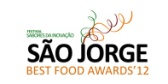 FESTIVAL
SABORES DA INOVAÇÃO
SÃO JORGE
BEST FOOD AWARDS'12